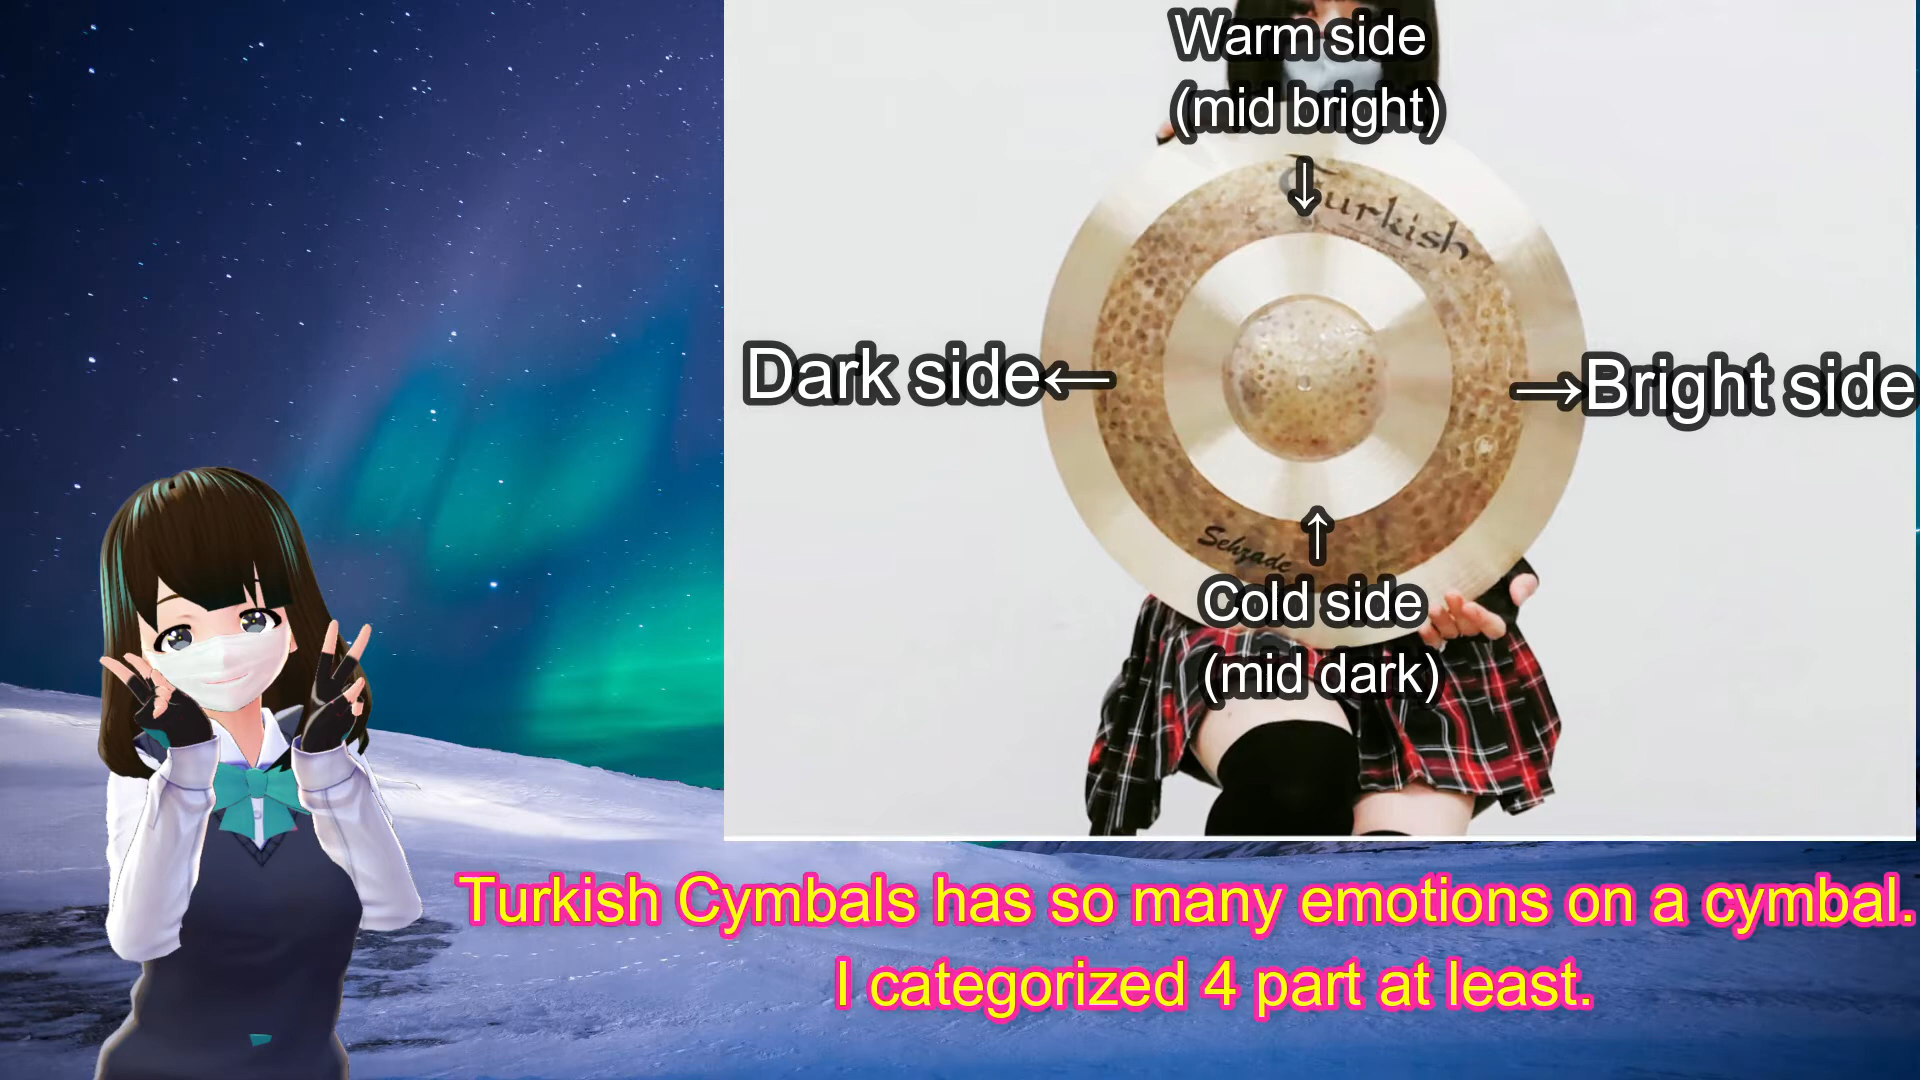 Warm side
(mid bright)
↓
Turkish
Dark side←
→Bright side
Sehzade
↑
Cold side
(mid dark)
Turkish Cymbals has so many emotions on a cymbal.
I categorized 4 part at least.